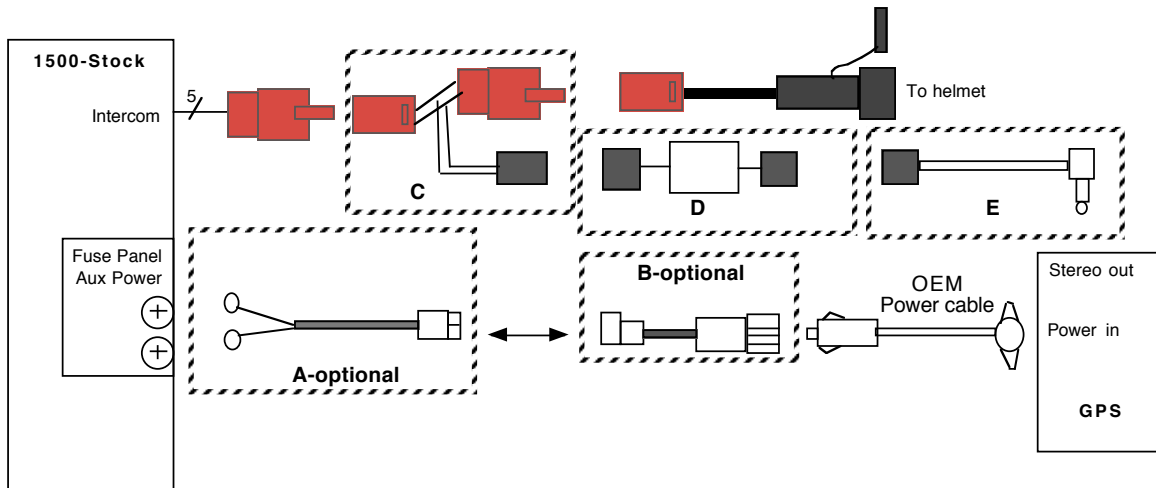 1500-Stock
5
Intercom
To helmet
C
D
E
Fuse Panel
Aux Power
A-optional
B-optional
OEM
Power cable
Stereo out
Power in
GPS